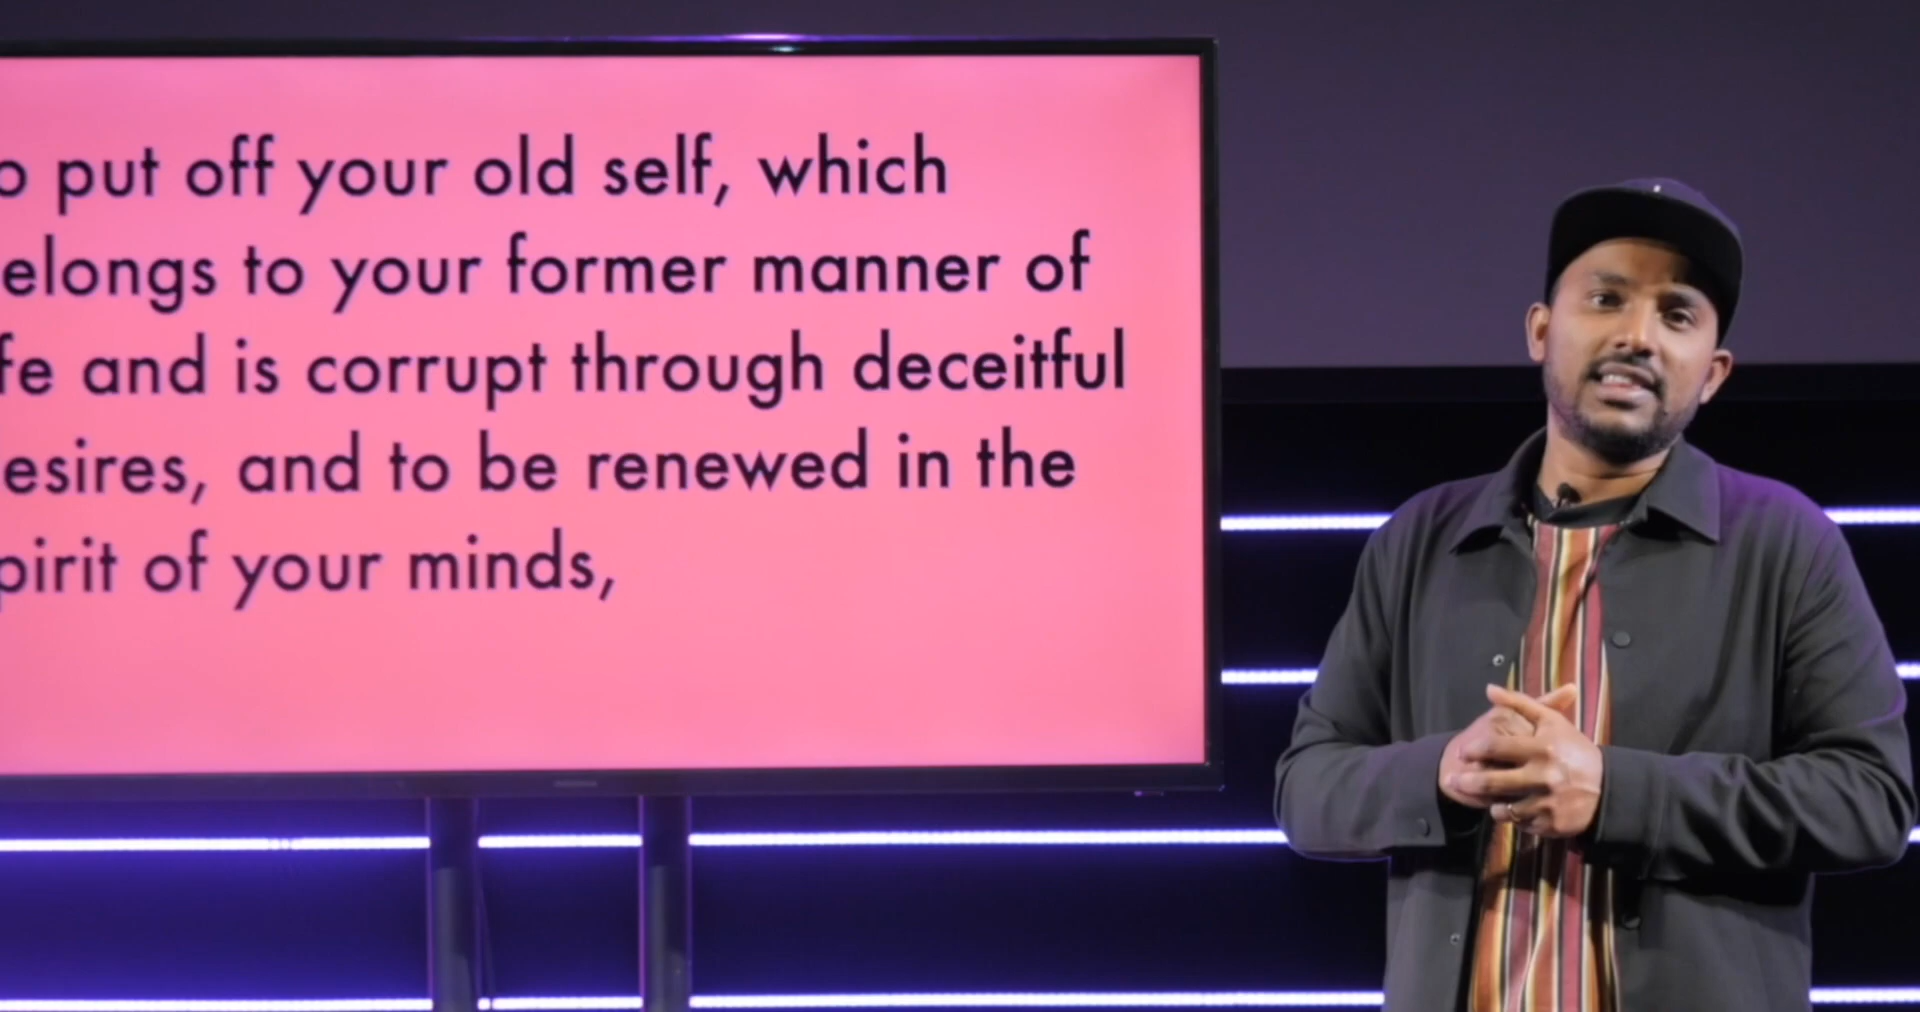 o put off your old self, which
elongs to your former manner of
fe and is corrupt through deceitful
esires, and to be renewed in the
pirit of your minds,